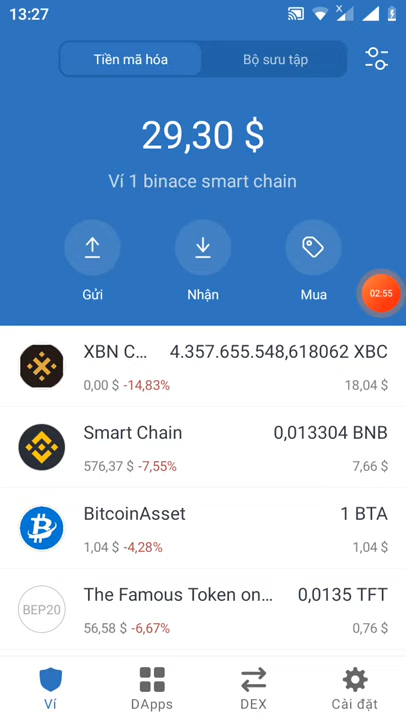 13:27
Tiền mã hóa
Bộ sưu tập
29,30 $
Ví 1 binace smart chain
Gửi
Nhận
Mua
02:55
XBN C... 4.357.655.548,618062 XBC
0,00 $ -14,83% 18,04 $
Smart Chain 0,013304 BNB
576,37 $ -7,55% 7,66 $
BitcoinAsset 1 BTA
1,04 $ -4,28% 1,04 $
BEP20
The Famous Token on... 0,0135 TFT
56,58 $ -6,67% 0,76 $
Ví
DApps
DEX
Cài đặt